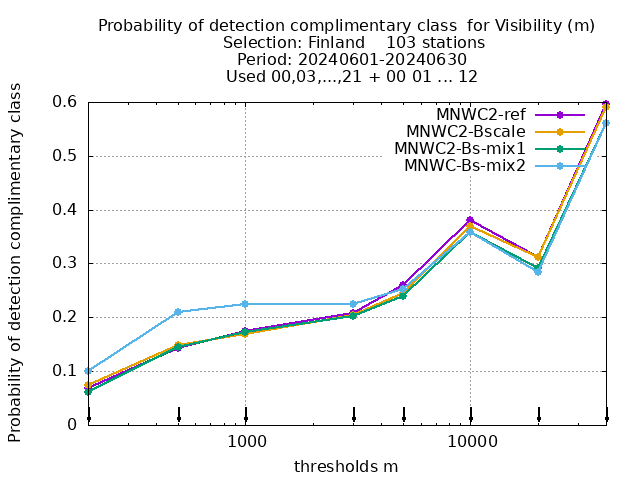 Probability of detection complimentary class  for Visibility (m)
Selection: Finland    103 stations
Period: 20240601-20240630
Used 00,03,...,21 + 00 01 ... 12
Probability of detection complimentary class
0.6
0.5
0.4
0.3
0.2
0.1
0
MNWC2-ref
MNWC2-Bscale
MNWC2-Bs-mix1
MNWC-Bs-mix2
1000
10000
thresholds m